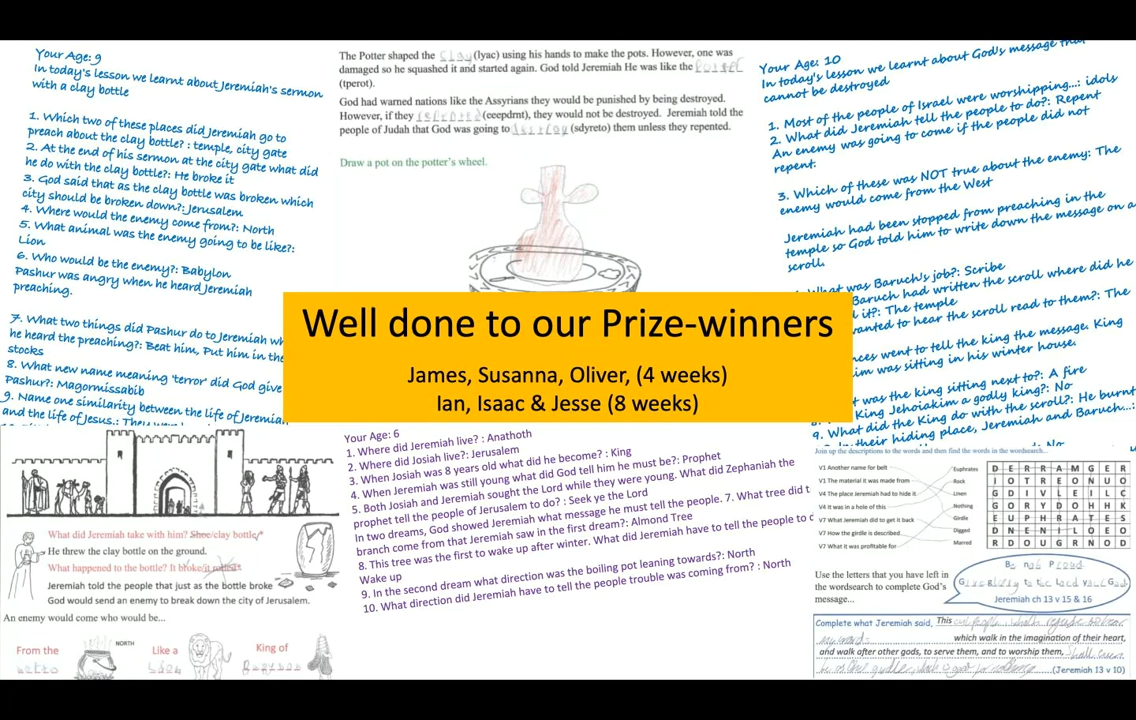 Your Age: 9
In today's lesson we learnt about Jeremiah's sermon
with a clay bottle
1. Which two of these places did Jeremiah go to
preach about the clay bottle? : temple, city gate
2. At the end of his sermon at the city gate what did
he do with the clay bottle?: He broke it
3. God said that as the clay bottle was broken which
city should be broken down?: Jerusalem
4. Where would the enemy come from?: North
5. What animal was the enemy going to be like?:
Lion
6. Who would be the enemy?: Babylon
Pashur was angry when he heard Jeremiah
preaching.
7. What two things did Pashur do to Jeremiah wh
he heard the preaching?: Beat him, Put him in the
stocks
8. What new name meaning 'terror' did God give
Pashur?: Magormissabib
9. Name one similarity between the life of Jeremiah
and the life of Jesus.: They
The Potter shaped the clay (lyac) using his hands to make the pots. However, one was
damaged so he squashed it and started again. God told Jeremiah He was like the
(tperot).
God had warned nations like the Assyrians they would be punished by being destroyed.
However, if they (eeepdrnt), they would not be destroyed. Jeremiah told the
people of Judah that God was going to destroy (sdyreto) them unless they repented.
Draw a pot on the potter's wheel.
Your Age: 10
In today's lesson we learnt about God's message that
cannot be destroyed
1. Most of the people of Israel were worshipping...: idols
2. What did Jeremiah tell the people to do?: Repent
An enemy was going to come if the people did not
repent.
3. Which of these was NOT true about the enemy: The
enemy would come from the West
Jeremiah had been stopped from preaching in the
temple so God told him to write down the message on a
scroll.
What was Baruch's job?: Scribe
Baruch had written the scroll where did he
it?: The temple
anted to hear the scroll read to them?: The
nces went to tell the king the message. King
im was sitting in his winter house.
t was the king sitting next to?: A fire
King Jehoiakim a godly king?: No
9. What did the King do with the scroll?: He burnt
their hiding place, Jeremiah and Baruch...:
Well done to our Prize-winners
James, Susanna, Oliver, (4 weeks)
Ian, Isaac & Jesse (8 weeks)
What did Jeremiah take with him? Shoe/clay bottle
He threw the clay bottle on the ground.
What happened to the bottle? It broke/it
Jeremiah told the people that just as the bottle broke
God would send an enemy to break down the city of Jerusalem.
An enemy would come who would be...
From the
NORTH
Like a
Lion
King of
Babylon
Your Age: 6
1. Where did Jeremiah live? : Anathoth
2. Where did Josiah live?: Jerusalem
3. When Josiah was 8 years old what did he become? : King
4. When Jeremiah was still young what did God tell him he must be?: Prophet
5. Both Josiah and Jeremiah sought the Lord while they were young. What did Zephaniah the
prophet tell the people of Jerusalem to do? : Seek ye the Lord
In two dreams, God showed Jeremiah what message he must tell the people. 7. What tree did t
branch come from that Jeremiah saw in the first dream?: Almond Tree
8. This tree was the first to wake up after winter. What did Jeremiah have to tell the people to d
Wake up
9. In the second dream what direction was the boiling pot leaning towards?: North
10. What direction did Jeremiah have to tell the people trouble was coming from? : North
Join up the descriptions to the words and then find the words in the wordsearch.
V1 Another name for belt
V1 The material it was made from
V4 The place Jeremiah had to hide it
V4 It was in a hole of this
V7 What Jeremiah did to get it back
V7 How the girdle is described
V7 What it was profitable for
Euphrates
Rock
Linen
Nothing
Girdle
Digged
Marred
D E R R A M G E R
I O T R E O N U O
G D I V L E I L C
G O R Y D O H H K
E U P H R A T E S
D N E N I L O E O
R D O U G R N O D
Use the letters that you have left in
the wordsearch to complete God's
message...
Be not Proud
Give glory to the lord your God
Jeremiah ch 13 v 15 & 16
Complete what Jeremiah said, This
which walk in the imagination of their heart,
and walk after other gods, to serve them, and to worship them,
(Jeremiah 13 v 10)